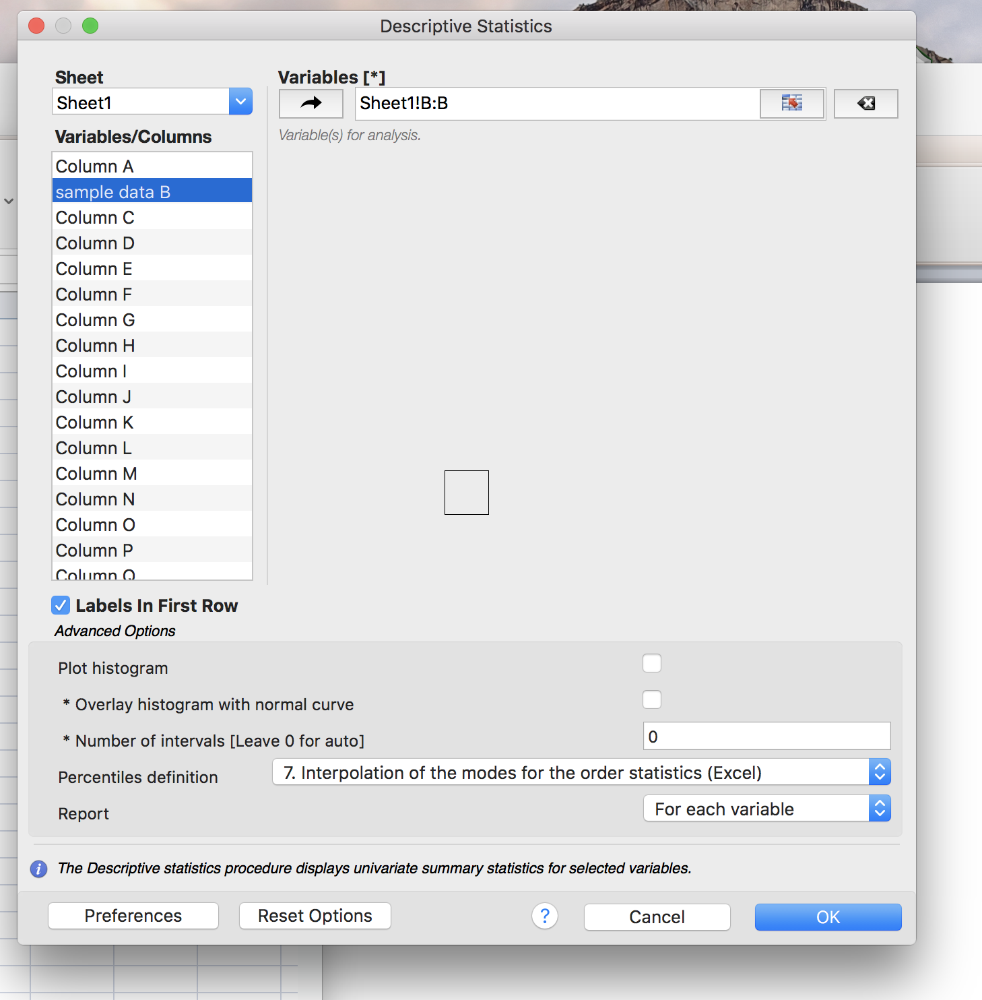 Descriptive Statistics
Sheet
Sheet1
Variables/Columns
Column A
sample data B
Column C
Column D
Column E
Column F
Column G
Column H
Column I
Column J
Column K
Column L
Column M
Column N
Column O
Column P
Column Q
Variables [*]
Sheet1!B:B
Variable(s) for analysis.
Labels In First Row
Advanced Options
Plot histogram
* Overlay histogram with normal curve
* Number of intervals [Leave 0 for auto]
0
Percentiles definition
7. Interpolation of the modes for the order statistics (Excel)
Report
For each variable
The Descriptive statistics procedure displays univariate summary statistics for selected variables.
Preferences
Reset Options
?
Cancel
OK